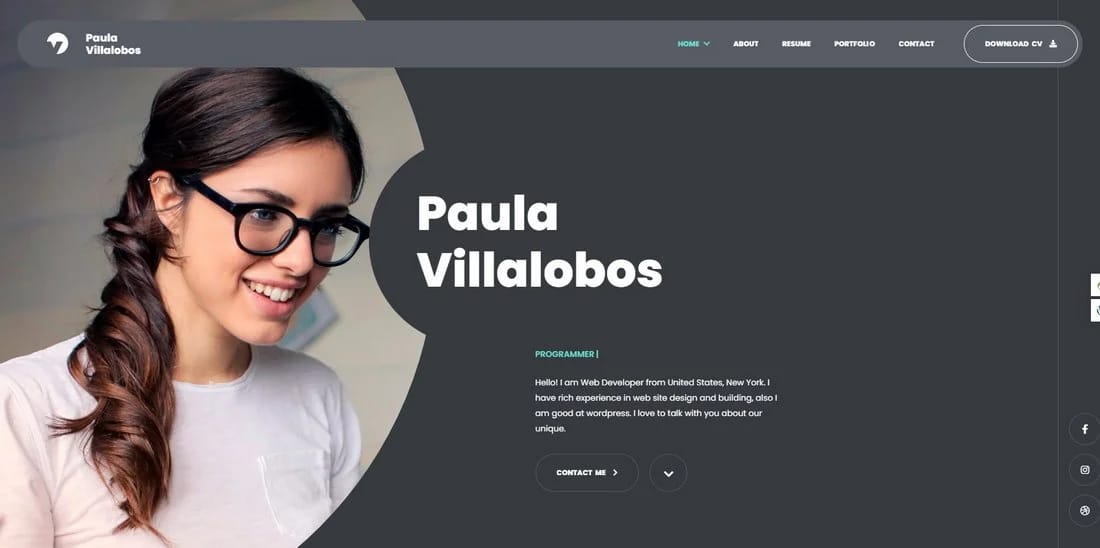 Paula
Villalobos
HOME
ABOUT
RESUME
PORTFOLIO
CONTACT
DOWNLOAD CV
Paula
Villalobos
PROGRAMMER |
Hello! I am Web Developer from United States, New York. I
have rich experience in web site design and building, also I
am good at wordpress. I love to talk with you about our
unique.
CONTACT ME